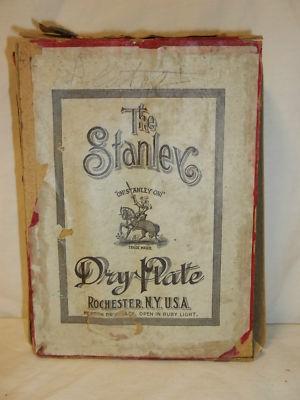 The
Stanley
"ON! STANLEY ON!"
TRADE MARK
Dry Plate
ROCHESTER, N.Y. U.S.A.
OPEN IN RUBY LIGHT.